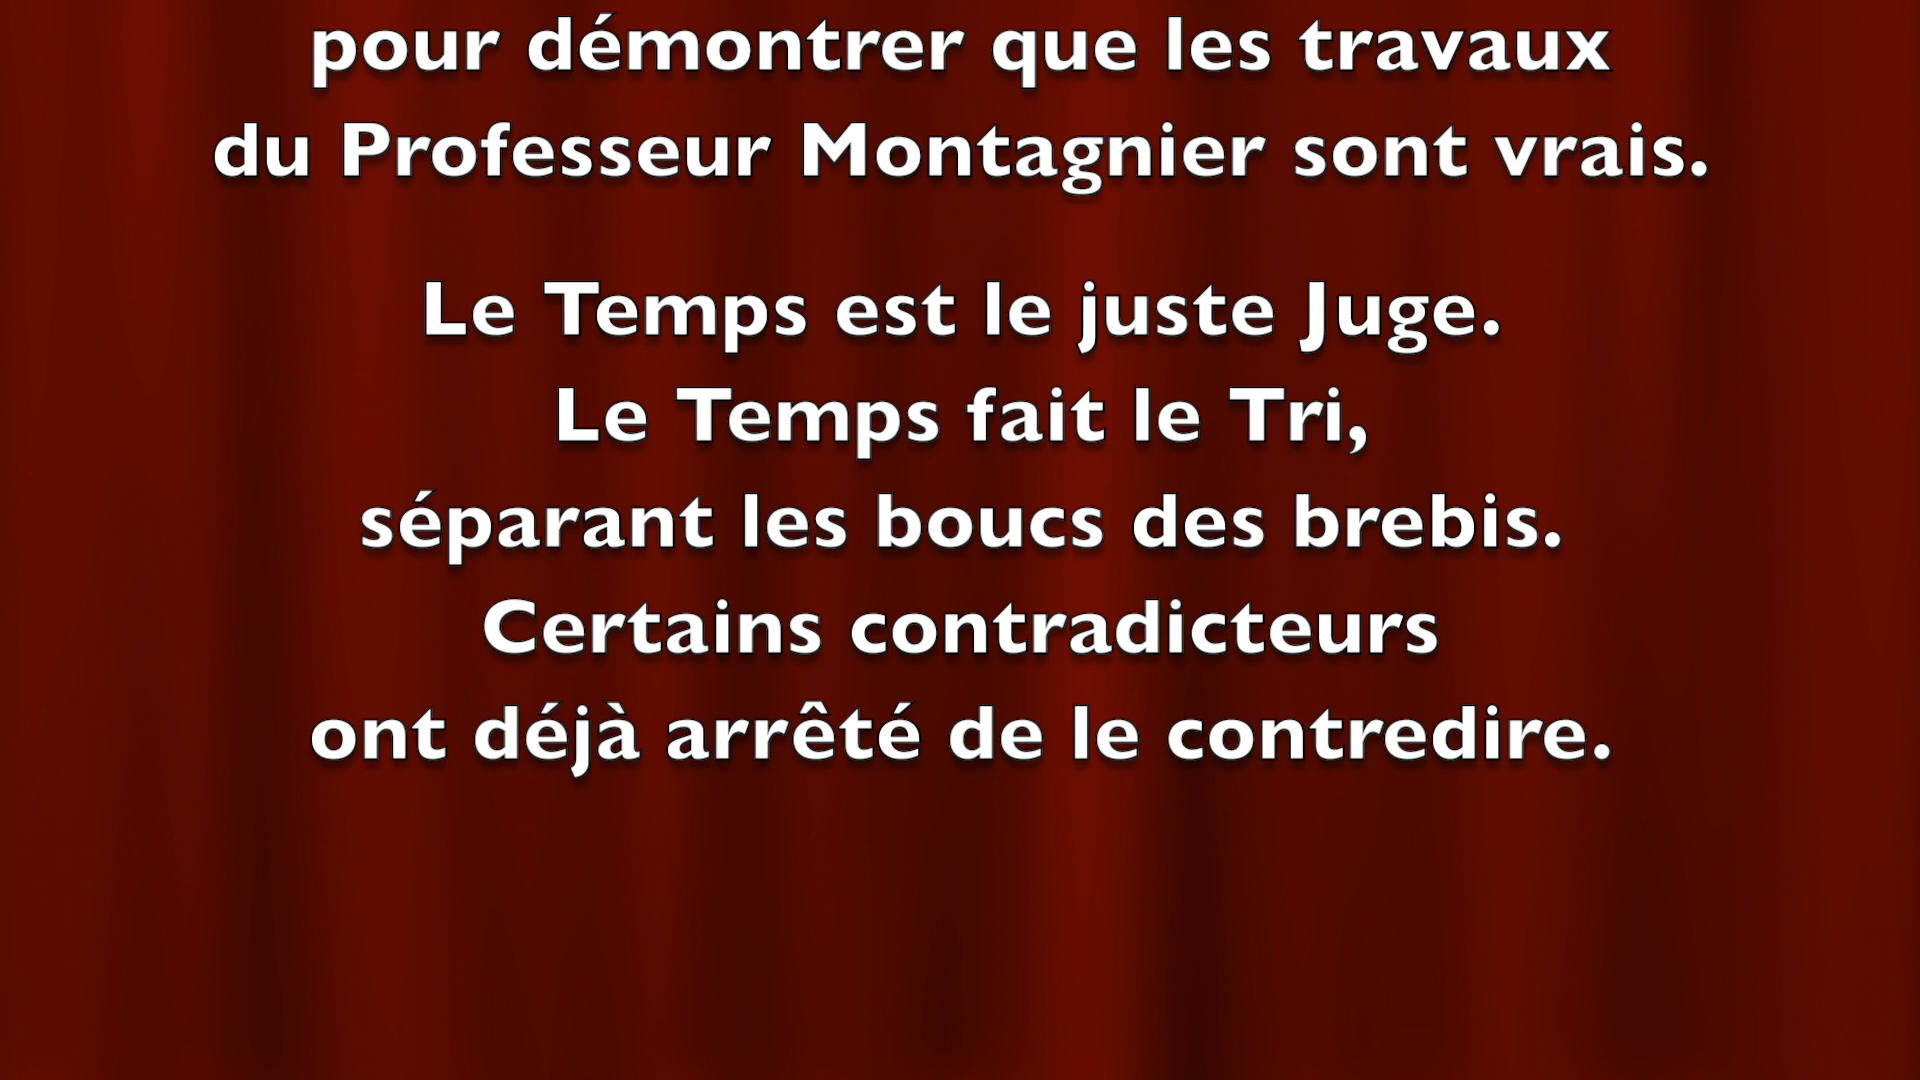 pour démontrer que les travaux
du Professeur Montagnier sont vrais.
Le Temps est le juste Juge.
Le Temps fait le Tri,
séparant les boucs des brebis.
Certains contradicteurs
ont déjà arrêté de le contredire.